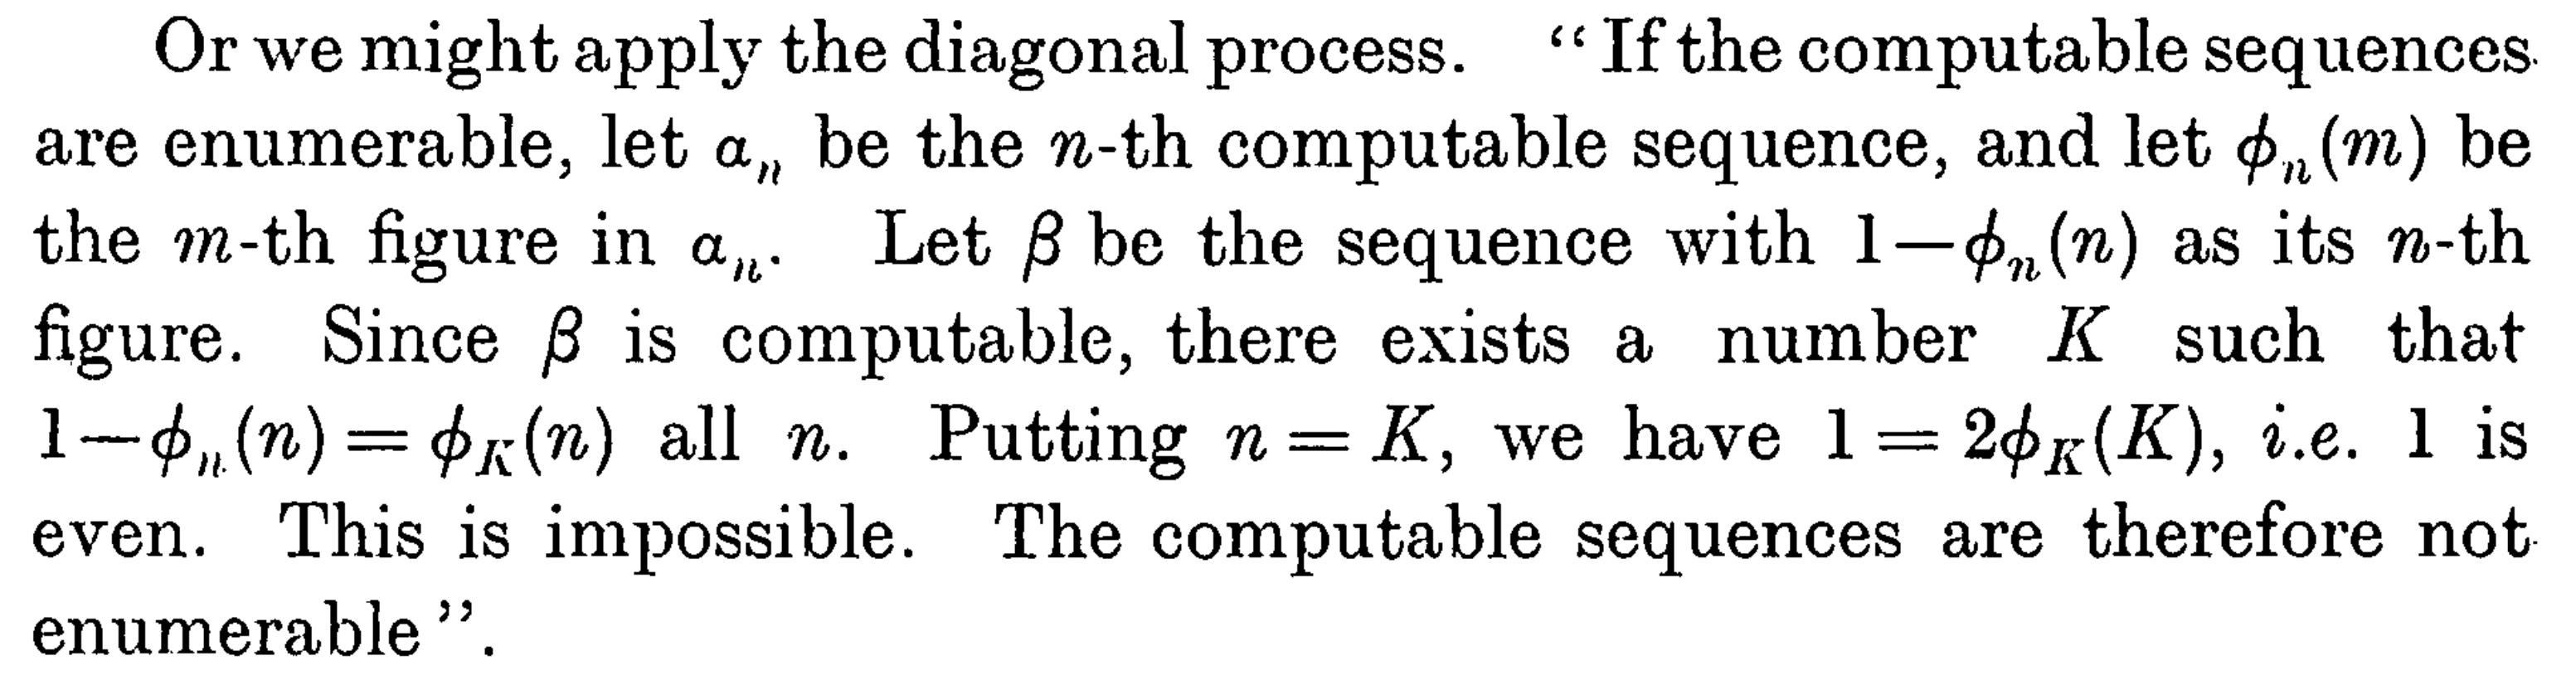 Or we might apply the diagonal process. “ If the computable sequences
are enumerable, let αₙ be the n-th computable sequence, and let ϕₙ(m) be
the m-th figure in αₙ. Let β be the sequence with 1—ϕₙ(n) as its n-th
figure. Since β is computable, there exists a number K such that
1—ϕₙ(n) = ϕ_K(n) all n. Putting n = K, we have 1 = 2ϕ_K(K), i.e. 1 is
even. This is impossible. The computable sequences are therefore not
enumerable ”.